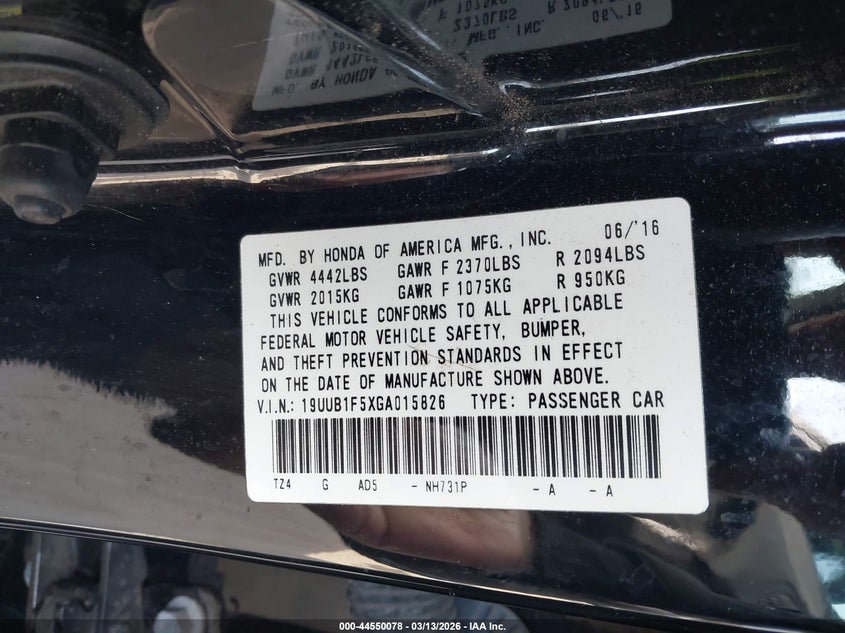 MFD. BY HONDA OF AMERICA MFG., INC. 06/'16
GVWR 4442LBS GAWR F 2370LBS R 2094LBS
GVWR 2015KG GAWR F 1075KG R 950KG
THIS VEHICLE CONFORMS TO ALL APPLICABLE
FEDERAL MOTOR VEHICLE SAFETY, BUMPER,
AND THEFT PREVENTION STANDARDS IN EFFECT
ON THE DATE OF MANUFACTURE SHOWN ABOVE.
V.I.N.: 19UUB1F5XGA015826 TYPE: PASSENGER CAR
TZ4 G AD5 - NH731P - A - A
000-44550078 — 03/13/2026 — IAA Inc.